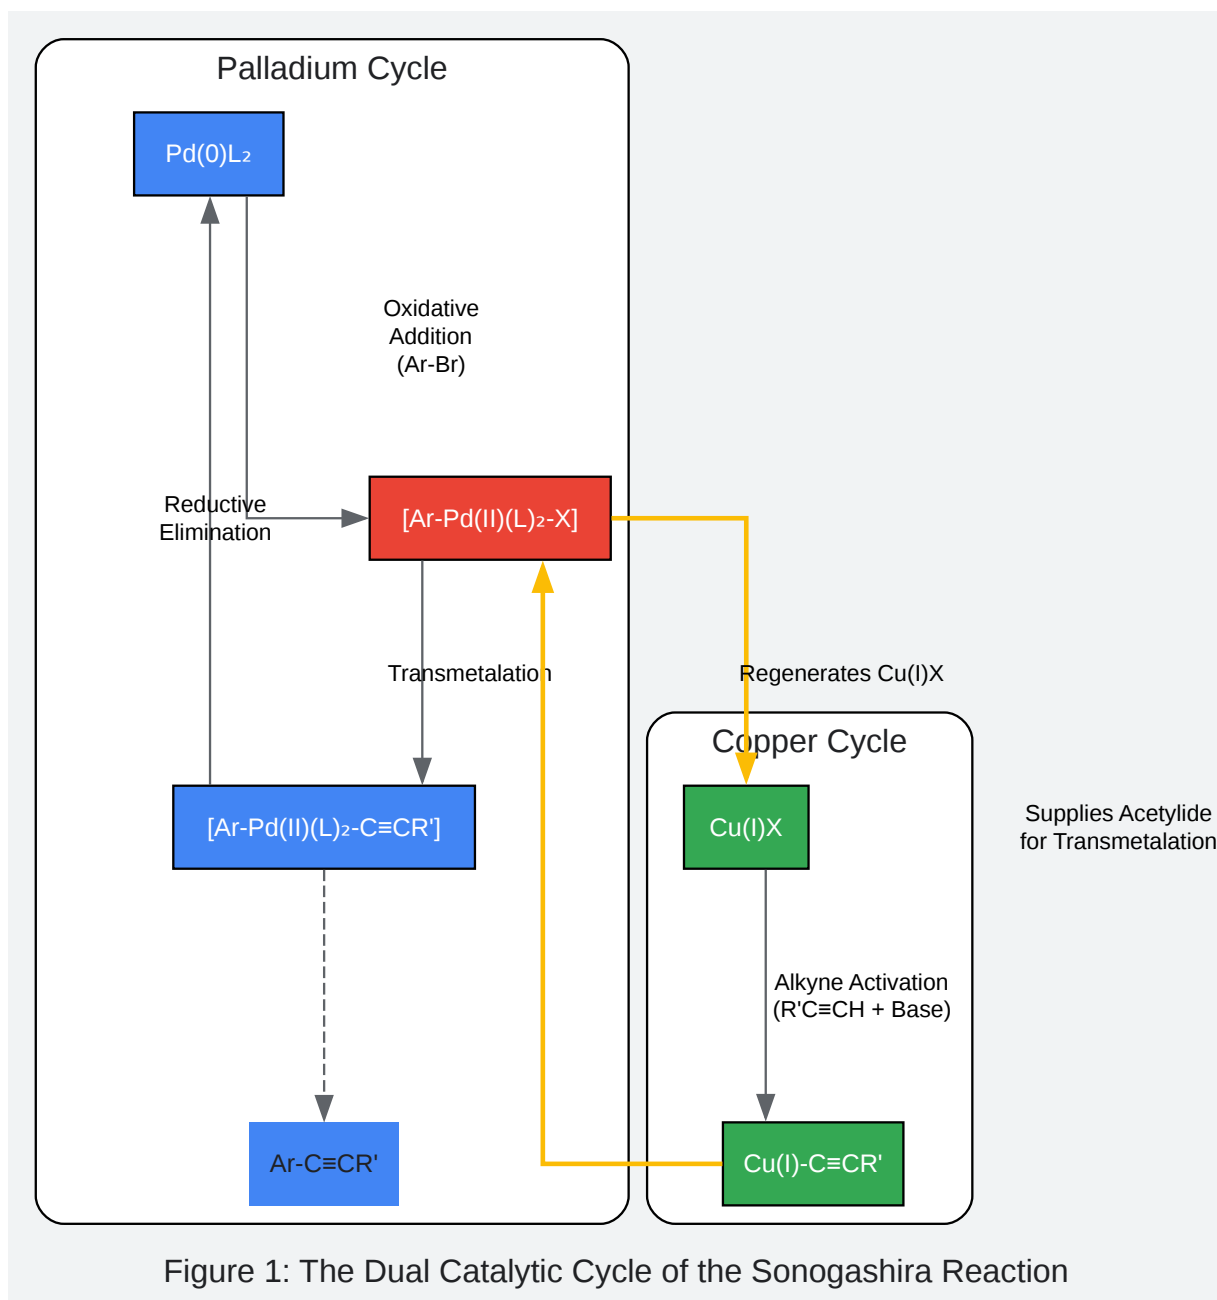 Palladium Cycle
Pd(0)L₂
Oxidative
Addition
(Ar-Br)
Reductive
Elimination
[Ar-Pd(II)(L)₂-X]
Transmetalation
Regenerates Cu(I)X
Copper Cycle
[Ar-Pd(II)(L)₂-C≡CR']
Cu(I)X
Supplies Acetylide
for Transmetalation
Alkyne Activation
(R'C≡CH + Base)
Ar-C≡CR'
Cu(I)-C≡CR'
Figure 1: The Dual Catalytic Cycle of the Sonogashira Reaction